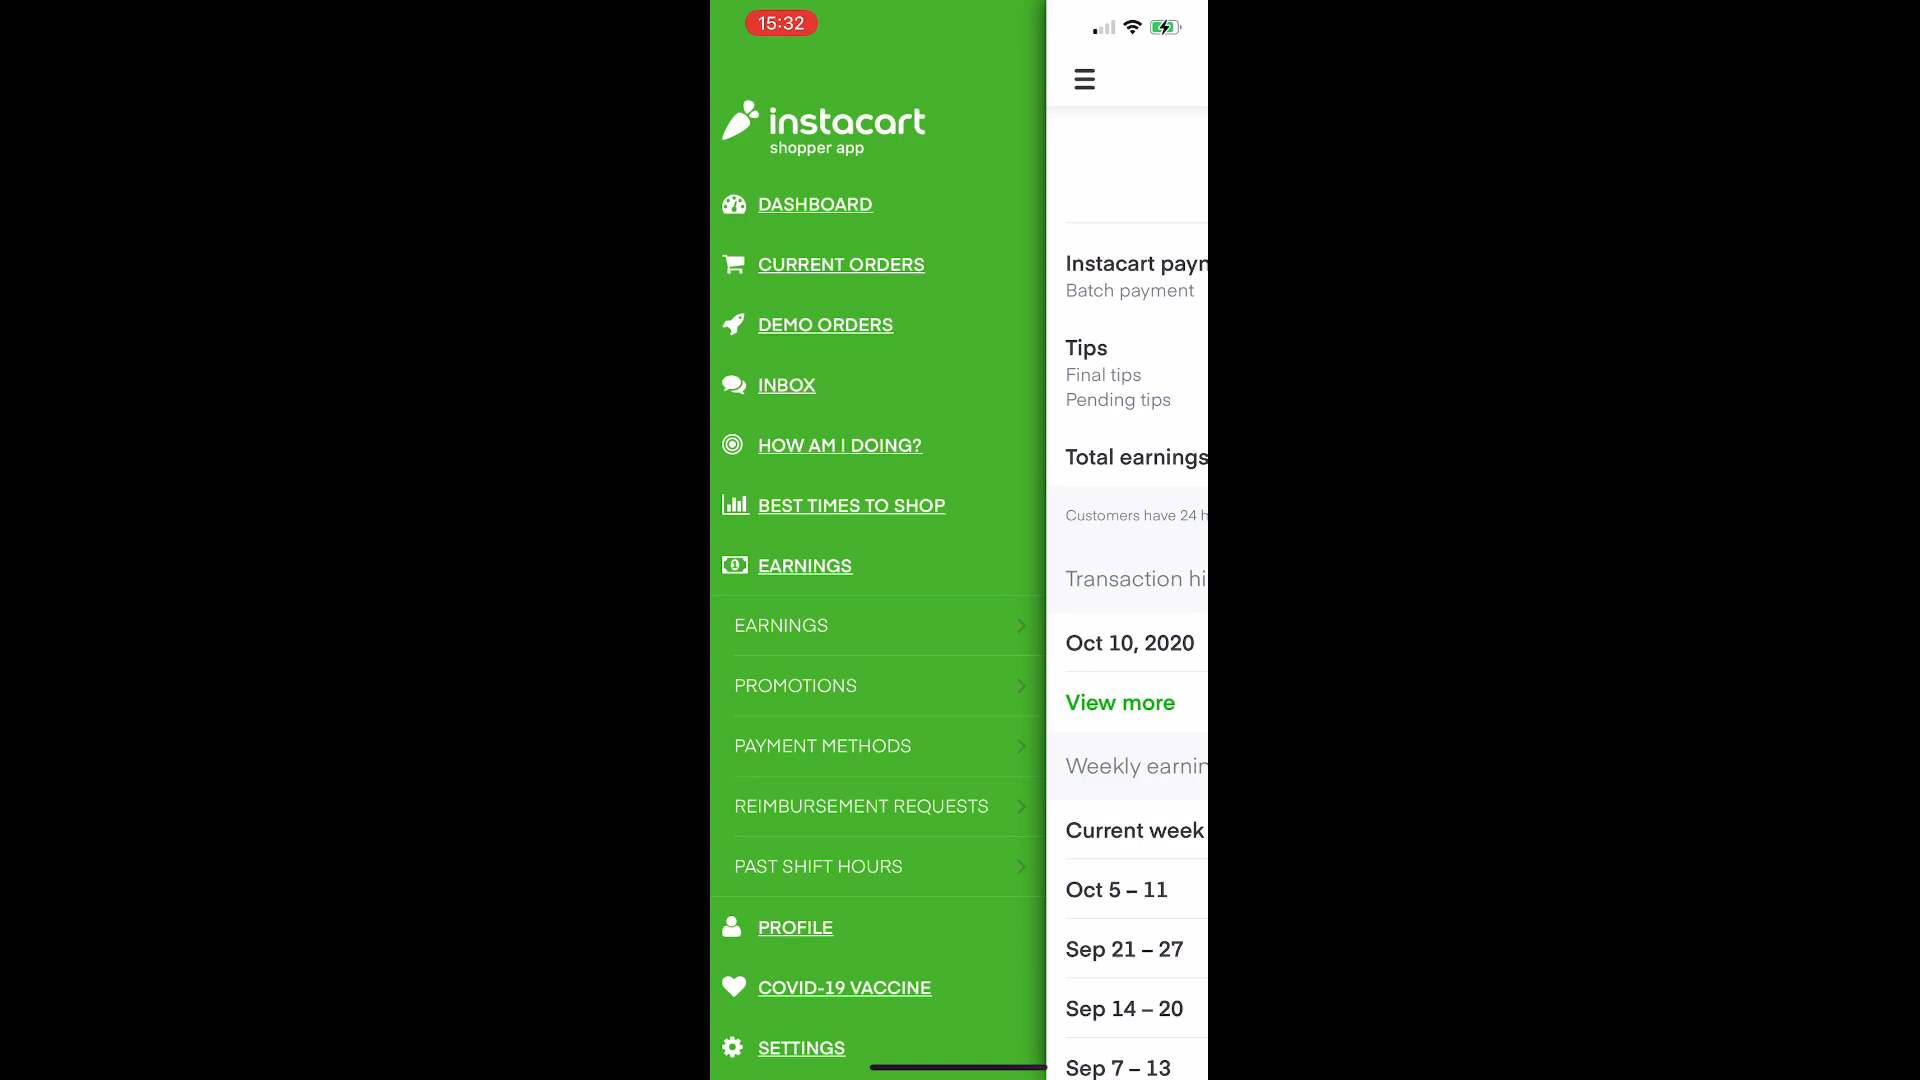 15:32
instacart
shopper app
DASHBOARD
CURRENT ORDERS
DEMO ORDERS
INBOX
HOW AM I DOING?
BEST TIMES TO SHOP
EARNINGS
EARNINGS
PROMOTIONS
PAYMENT METHODS
REIMBURSEMENT REQUESTS
PAST SHIFT HOURS
PROFILE
COVID-19 VACCINE
SETTINGS
Instacart paym
Batch payment
Tips
Final tips
Pending tips
Total earnings
Customers have 24 h
Transaction hi
Oct 10, 2020
View more
Weekly earnin
Current week
Oct 5 – 11
Sep 21 – 27
Sep 14 – 20
Sep 7 – 13